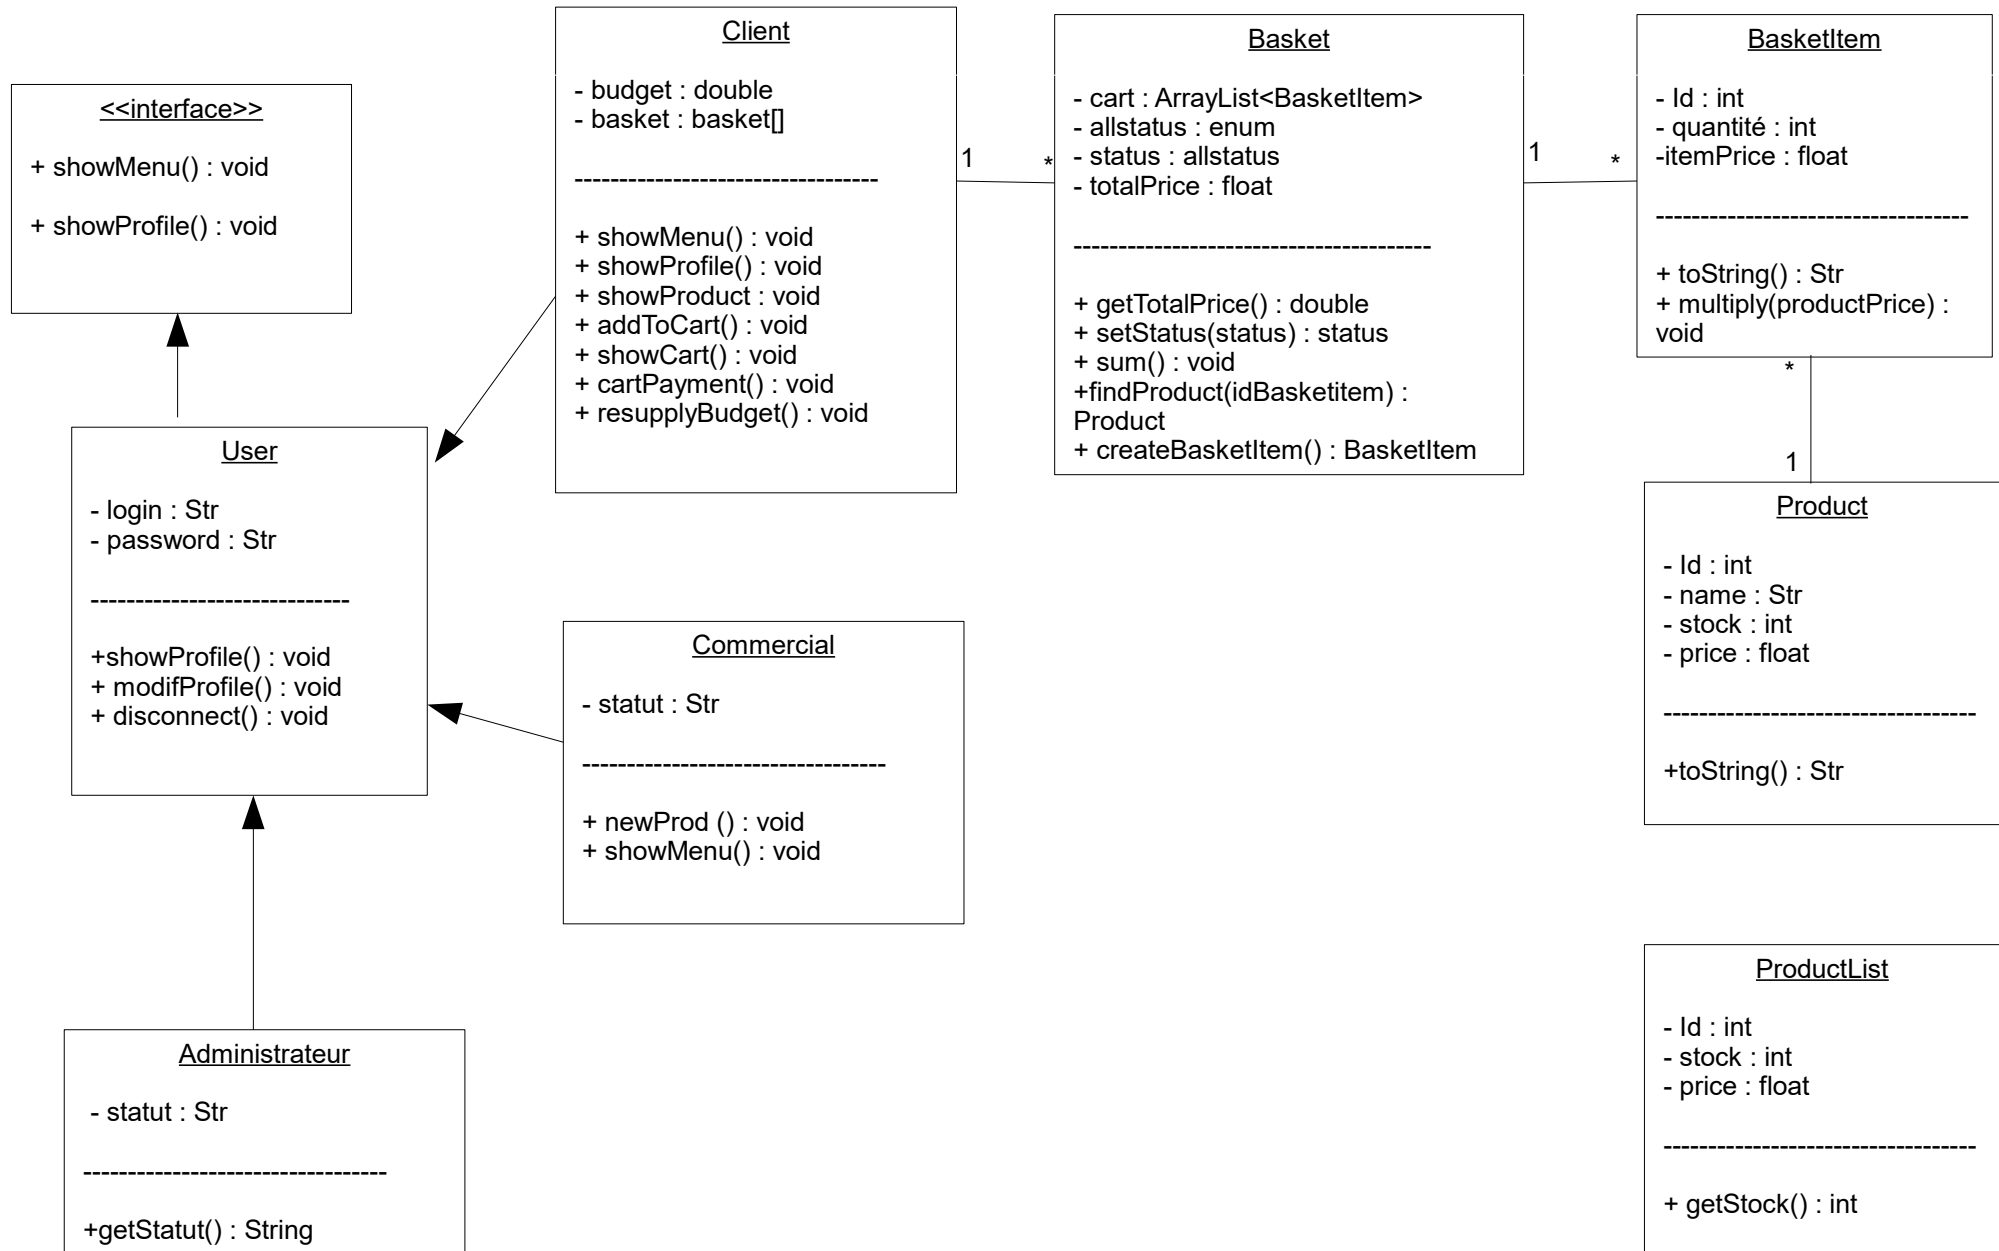 <<interface>>
+ showMenu() : void
+ showProfile() : void
Client
- budget : double
- basket : basket[]
----------------------------------
+ showMenu() : void
+ showProfile() : void
+ showProduct : void
+ addToCart() : void
+ showCart() : void
+ cartPayment() : void
+ resupplyBudget() : void
1
*
Basket
- cart : ArrayList<BasketItem>
- allstatus : enum
- status : allstatus
- totalPrice : float
----------------------------------------
+ getTotalPrice() : double
+ setStatus(status) : status
+ sum() : void
+findProduct(idBasketitem) :
Product
+ createBasketItem() : BasketItem
1
*
BasketItem
- Id : int
- quantité : int
-itemPrice : float
-----------------------------------
+ toString() : Str
+ multiply(productPrice) :
void
*
1
User
- login : Str
- password : Str
-----------------------------
+showProfile() : void
+ modifProfile() : void
+ disconnect() : void
Commercial
- statut : Str
----------------------------------
+ newProd () : void
+ showMenu() : void
Product
- Id : int
- name : Str
- stock : int
- price : float
-----------------------------------
+toString() : Str
Administrateur
- statut : Str
----------------------------------
+getStatut() : String
ProductList
- Id : int
- stock : int
- price : float
-----------------------------------
+ getStock() : int